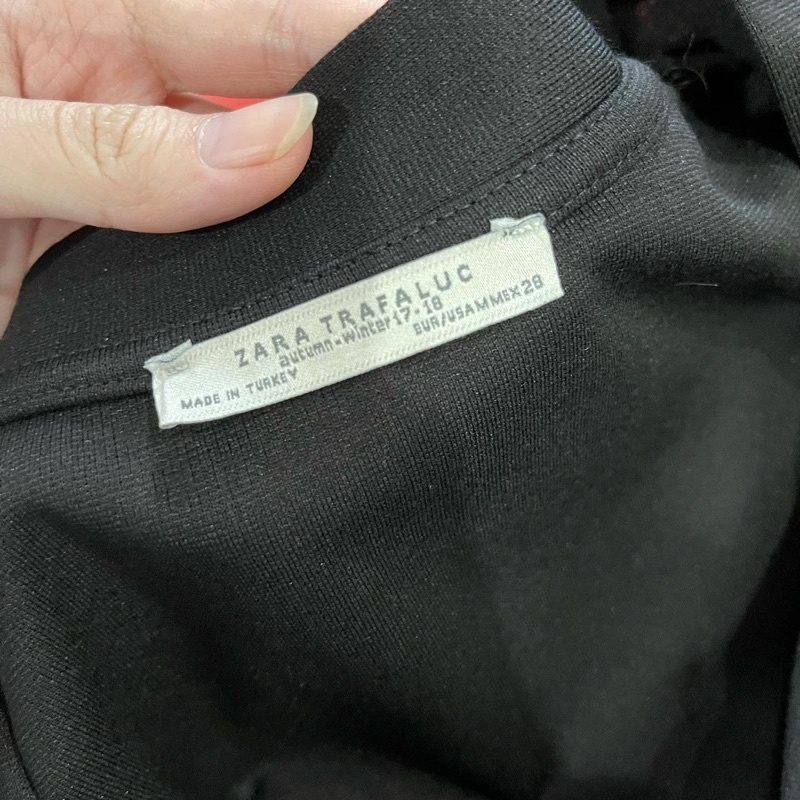 ZARA TRAFALUC
autumn-winter17-18
EUR/USAMMEX28
MADE IN TURKEY